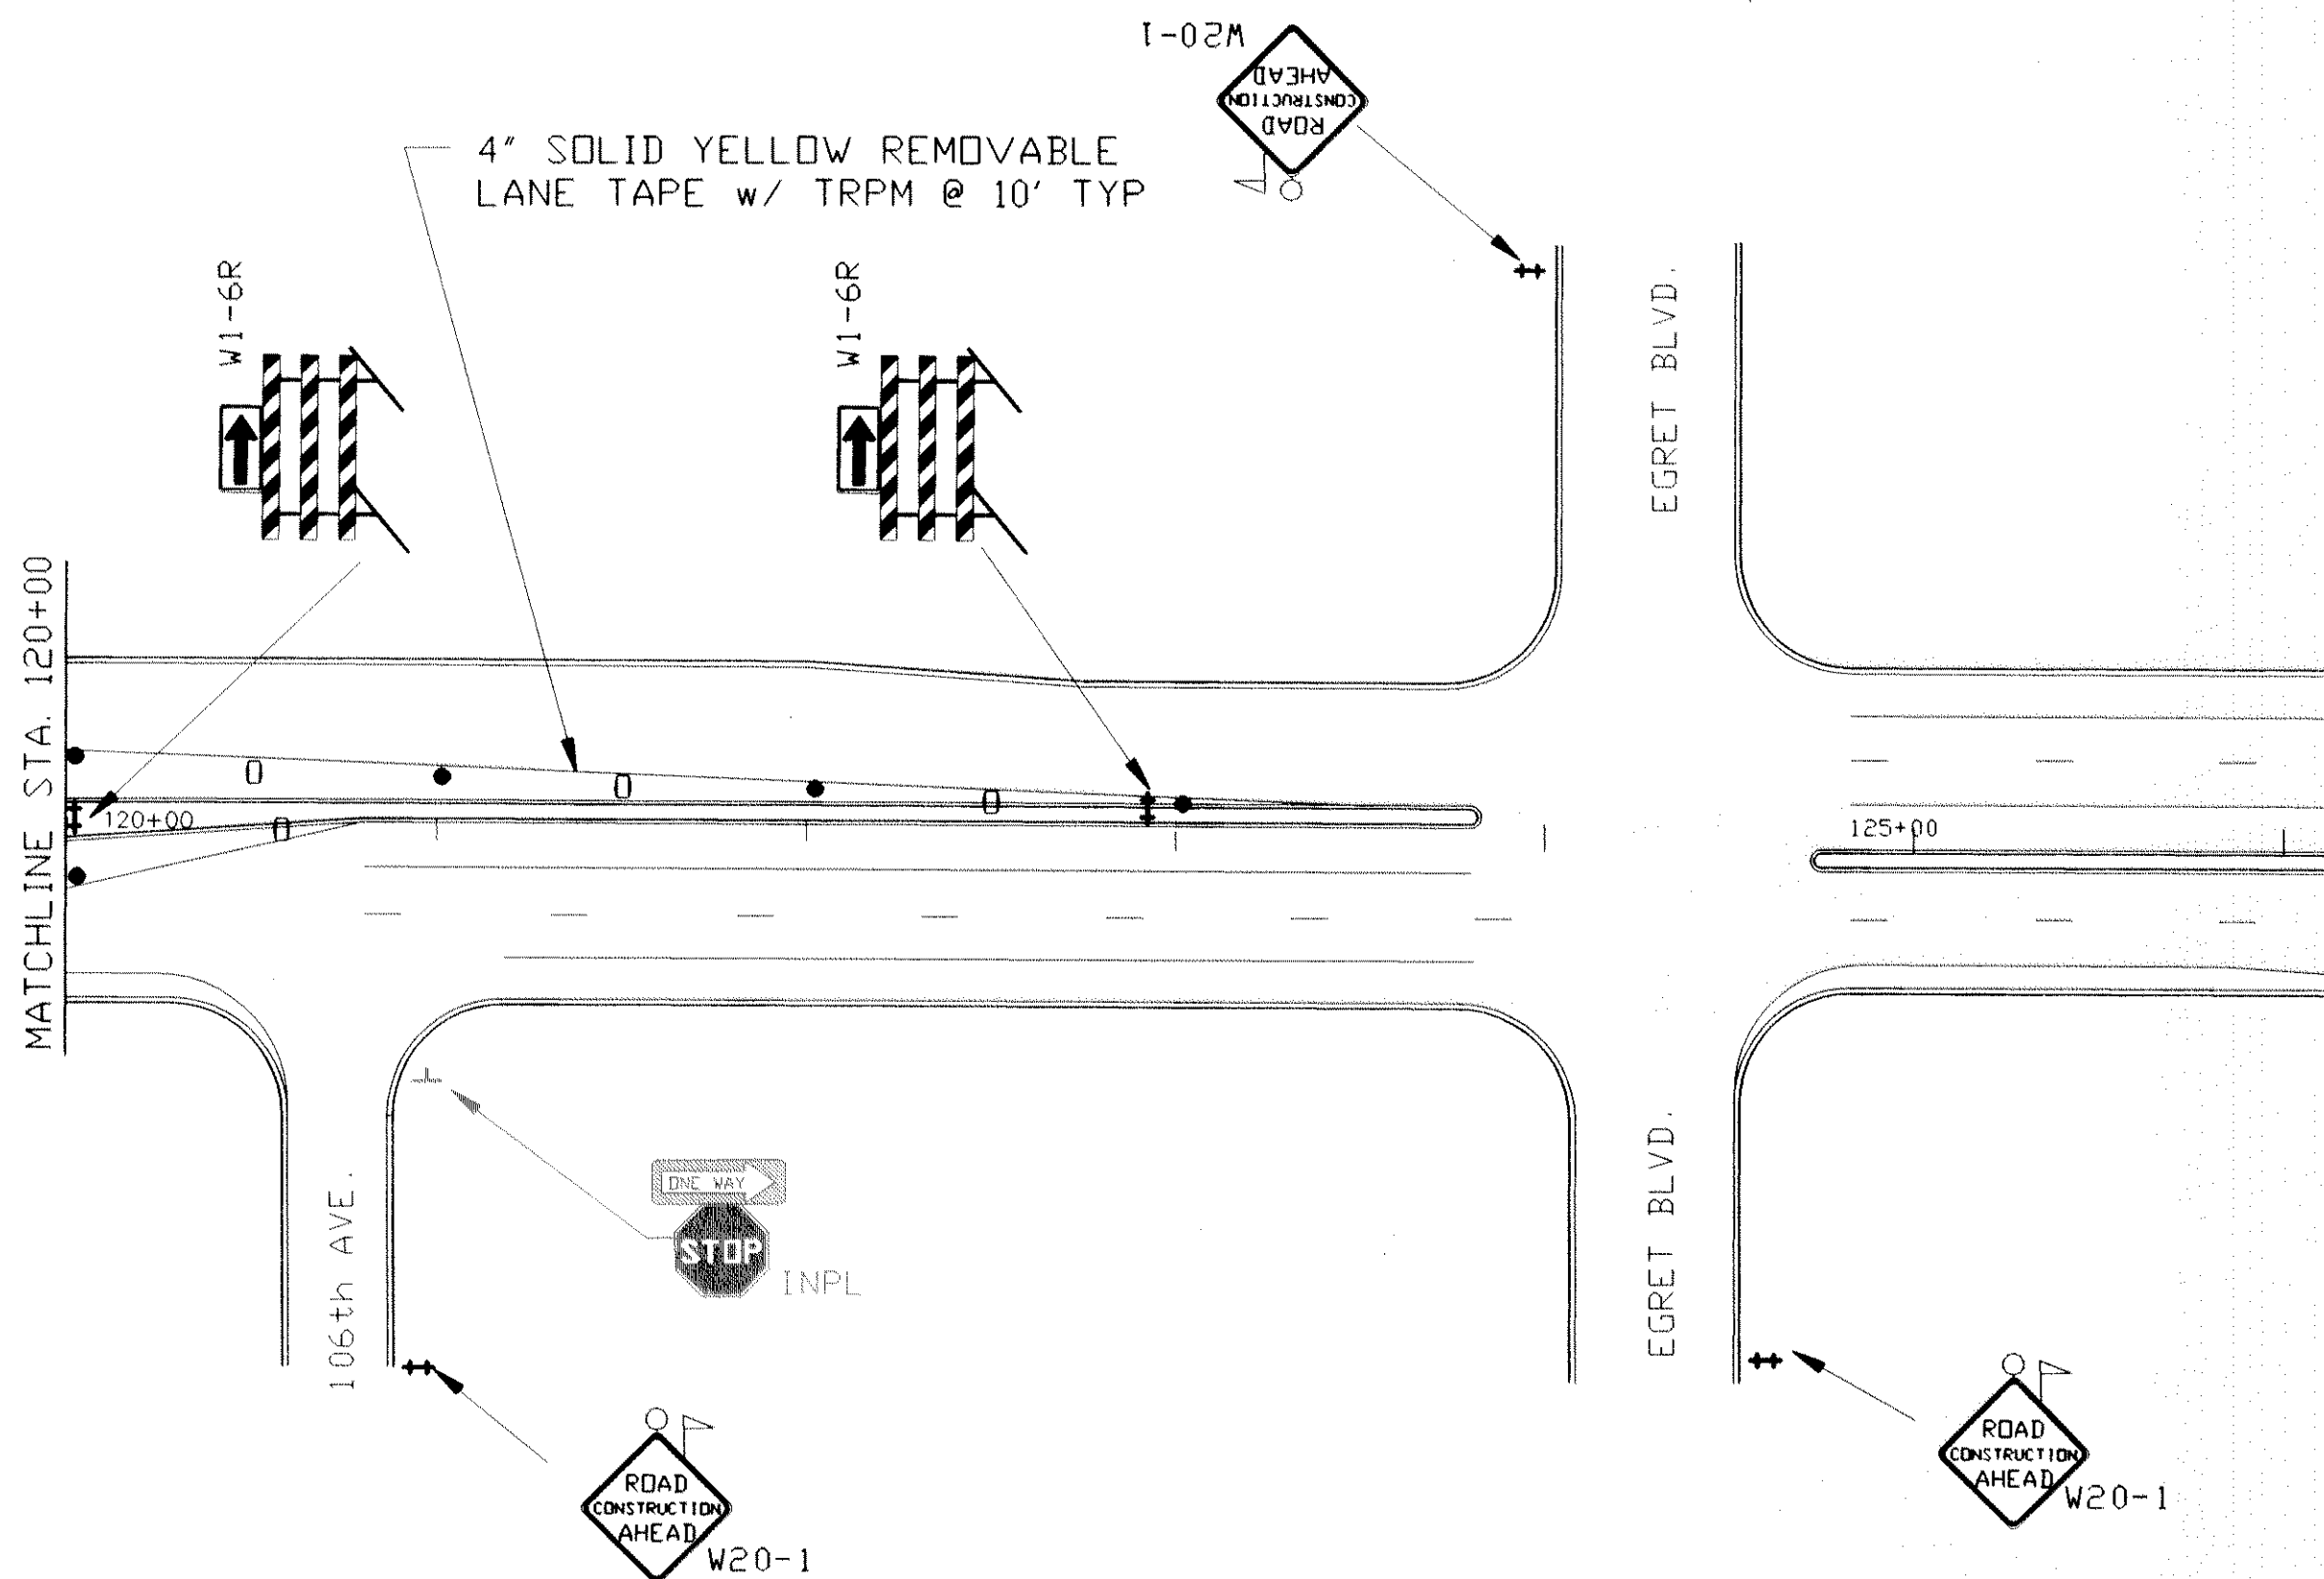 W20-1
ROAD
CONSTRUCTION
AHEAD
4" SOLID YELLOW REMOVABLE
LANE TAPE w/ TRPM @ 10' TYP
W1-6R
W1-6R
EGRET BLVD.
MATCHLINE STA. 120+00
120+00
125+00
106th AVE.
ONE WAY
STOP
INPL
EGRET BLVD.
ROAD
CONSTRUCTION
AHEAD
W20-1
ROAD
CONSTRUCTION
AHEAD
W20-1